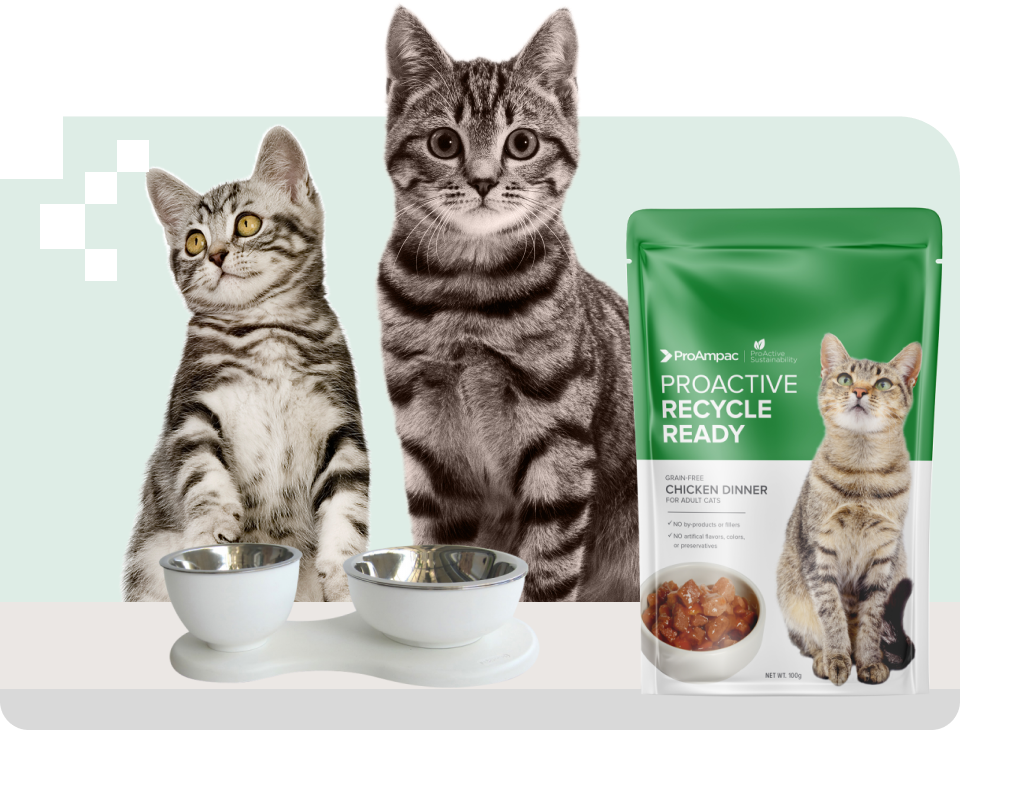 ProAmpac
ProActive
Sustainability
PROACTIVE
RECYCLE
READY
GRAIN-FREE
CHICKEN DINNER
FOR ADULT CATS
✓ NO by-products or fillers
✓ NO artificial flavors, colors,
or preservatives
NET WT. 100g